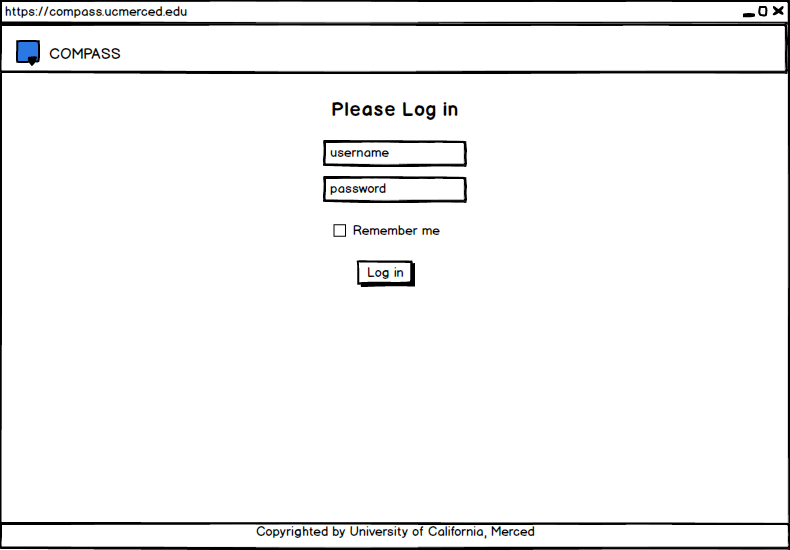 https://compass.ucmerced.edu
COMPASS
Please Log in
username
password
Remember me
Log in
Copyrighted by University of California, Merced